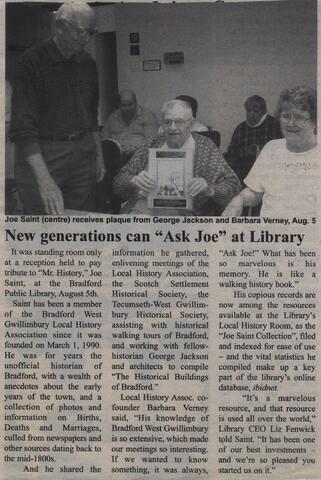 Joe Saint (centre) receives plaque from George Jackson and Barbara Verney, Aug. 5
New generations can “Ask Joe” at Library
It was standing room only
at a reception held to pay
tribute to “Mr. History,” Joe
Saint, at the Bradford
Public Library, August 5th.
Saint has been a member
of the Bradford West
Gwillimbury Local History
Association since it was
founded on March 1, 1990.
He was for years the
unofficial historian of
Bradford, with a wealth of
anecdotes about the early
years of the town, and a
collection of photos and
information on Births,
Deaths and Marriages,
culled from newspapers and
other sources dating back to
the mid-1800s.
And he shared the
information he gathered,
enlivening meetings of the
Local History Association,
the Scotch Settlement
Historical Society, the
Tecumseth-West Gwillim-
bury Historical Society,
assisting with historical
walking tours of Bradford,
and working with fellow-
historian George Jackson
and architects to compile
“The Historical Buildings
of Bradford.”
Local History Assoc. co-
founder Barbara Verney
said, “His knowledge of
Bradford West Gwillimbury
is so extensive, which made
our meetings so interesting.
If we wanted to know
something, it was always,
“Ask Joe!” What has been
so marvelous is his
memory. He is like a
walking history book.”
His copious records are
now among the resources
available at the Library's
Local History Room, as the
“Joe Saint Collection”, filed
and indexed for ease of use
– and the vital statistics he
compiled make up a key
part of the library's online
database, ibidnet.
“It's a marvelous
resource, and that resource
is used all over the world,”
Library CEO Liz Fenwick
told Saint. “It has been one
of our best investments –
and we're so pleased you
started us on it.”